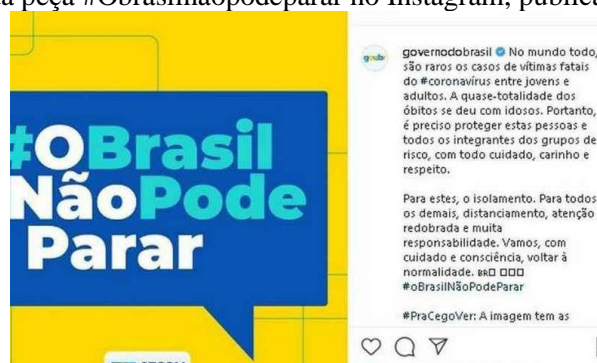 peça #Obrasilnaopodeparar no Instagram, publica
#OBrasil
NãoPode
Parar
govbr
governodobrasil No mundo todo,
são raros os casos de vítimas fatais
do #coronavírus entre jovens e
adultos. A quase-totalidade dos
óbitos se deu com idosos. Portanto,
é preciso proteger estas pessoas e
todos os integrantes dos grupos de
risco, com todo cuidado, carinho e
respeito.
Para estes, o isolamento. Para todos
os demais, distanciamento, atenção
redobrada e muita
responsabilidade. Vamos, com
cuidado e consciência, voltar à
normalidade.
#oBrasilNãoPodeParar
#PraCegoVer: A imagem tem as